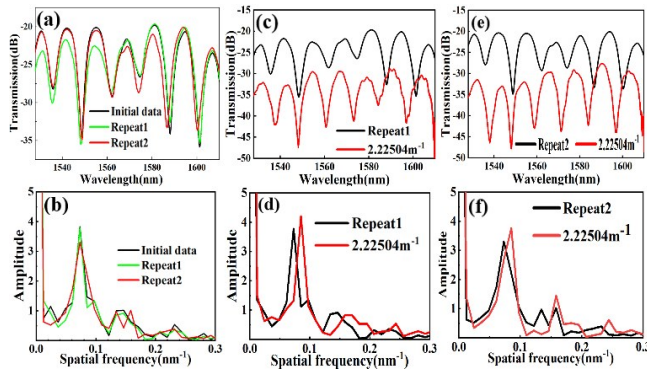 (a)
Transmission(dB)
-20
-25
-30
-35
Initial data
Repeat1
Repeat2
1540 1560 1580 1600
Wavelength(nm)
(c)
Transmission(dB)
-15
-20
-25
-30
-35
-40
-45
-50
Repeat1
2.22504m⁻¹
1540 1560 1580 1600
Wavelength(nm)
(e)
Transmission(dB)
-15
-20
-25
-30
-35
-40
-45
-50
Repeat2 2.22504m⁻¹
1540 1560 1580 1600
Wavelength(nm)
(b)
Amplitude
5
4
3
2
1
Initial data
Repeat1
Repeat2
0.0 0.1 0.2 0.3
Spatial frequency(nm⁻¹)
(d)
Amplitude
5
4
3
2
1
Repeat1
2.22504m⁻¹
0.0 0.1 0.2 0.3
Spatial frequency(nm⁻¹)
(f)
Amplitude
5
4
3
2
1
Repeat2
2.22504m⁻¹
0.0 0.1 0.2 0.3
Spatial frequency(nm⁻¹)